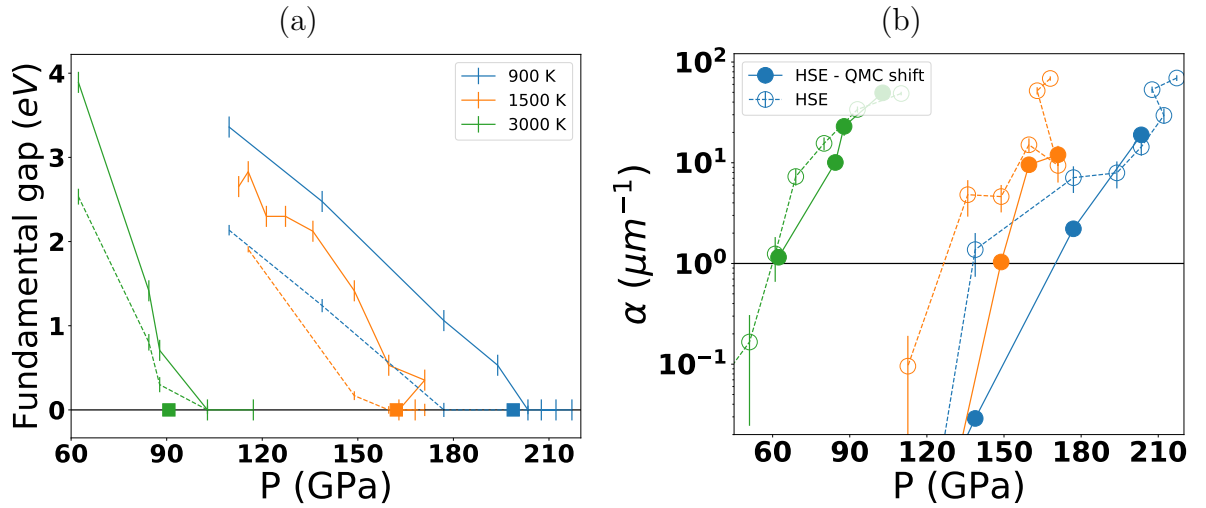 (a)
Fundamental gap (eV)
4
3
2
1
0
900 K
1500 K
3000 K
60 90 120 150 180 210
P (GPa)
(b)
α (μm⁻¹)
10²
10¹
10⁰
10⁻¹
HSE - QMC shift
HSE
60 90 120 150 180 210
P (GPa)